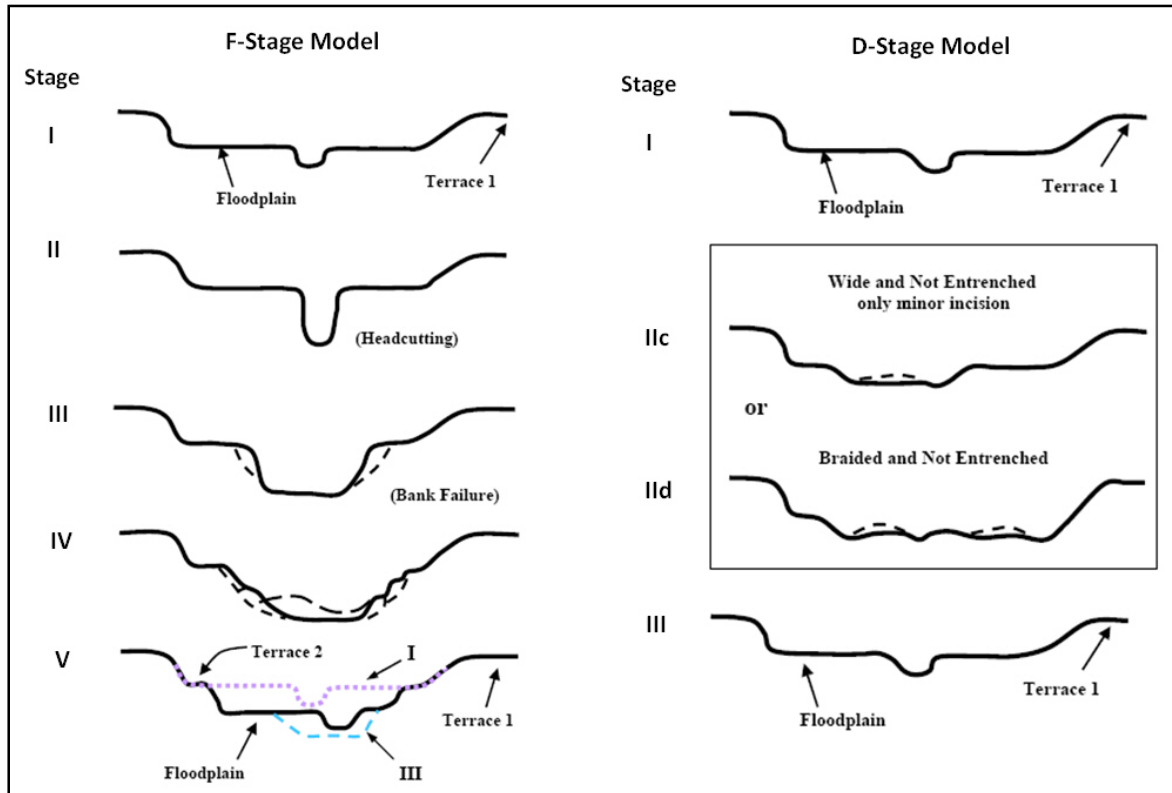 F-Stage Model
Stage
I
Floodplain
Terrace 1
II
(Headcutting)
III
(Bank Failure)
IV
V
Terrace 2
I
Terrace 1
Floodplain
III
D-Stage Model
Stage
I
Floodplain
Terrace 1
Wide and Not Entrenched
only minor incision
IIc
or
Braided and Not Entrenched
IId
III
Terrace 1
Floodplain